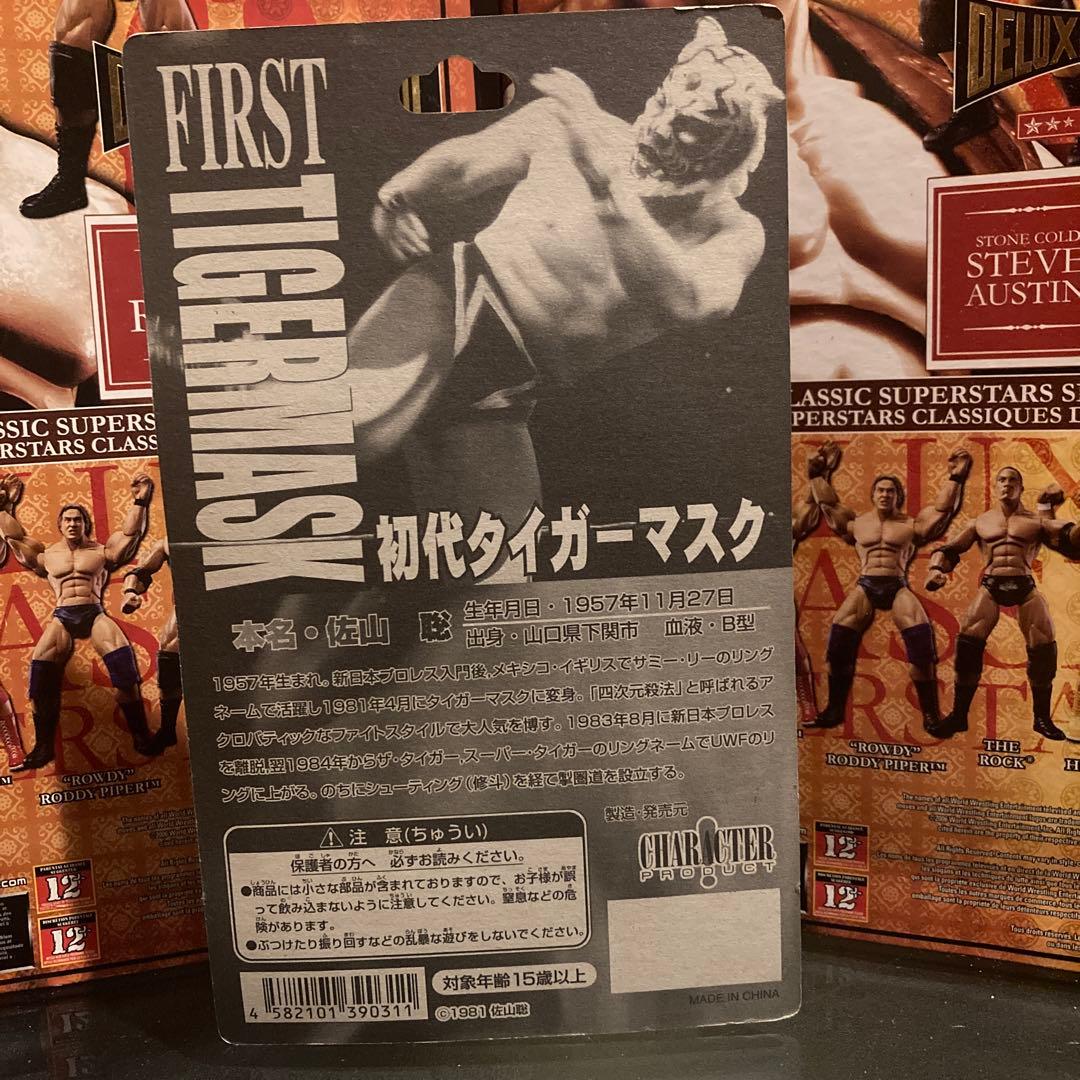 FIRST
TIGERMASK
初代タイガーマスク
本名・佐山 聡
生年月日・1957年11月27日
出身・山口県下関市 血液・B型
1957年生まれ。新日本プロレス入門後、メキシコ・イギリスでサミー・リーのリング
ネームで活躍し1981年4月にタイガーマスクに変身。「四次元殺法」と呼ばれるア
クロバティックなファイトスタイルで大人気を博す。1983年8月に新日本プロレス
を離脱、翌1984年からザ・タイガー、スーパー・タイガーのリングネームでUWFのリ
ングに上がる。のちにシューティング(修斗)を経て掣圏道を設立する。
製造・発売元
CHARACTER
PRODUCT
⚠注 意(ちゅうい)
保護者の方へ 必ずお読みください。
●商品には小さな部品が含まれておりますので、お子様が誤
って飲み込まないように注意してください。窒息などの危
険があります。
●ぶつけたり振り回すなどの乱暴な遊びをしないでください。
対象年齢15歳以上
4 582101 390311
©1981 佐山聡
MADE IN CHINA
DELUX
STONE COLD
STEVE
AUSTIN
SSIC SUPERS
RSTARS CLASS
LASSIC SUPERSTARS S
PERSTARS CLASSIQUES D
"ROWDY"
RODDY PIPER™
"ROWDY"
RODDY PIPER™
THE
ROCK®
12+
12+
12+
12+
.com